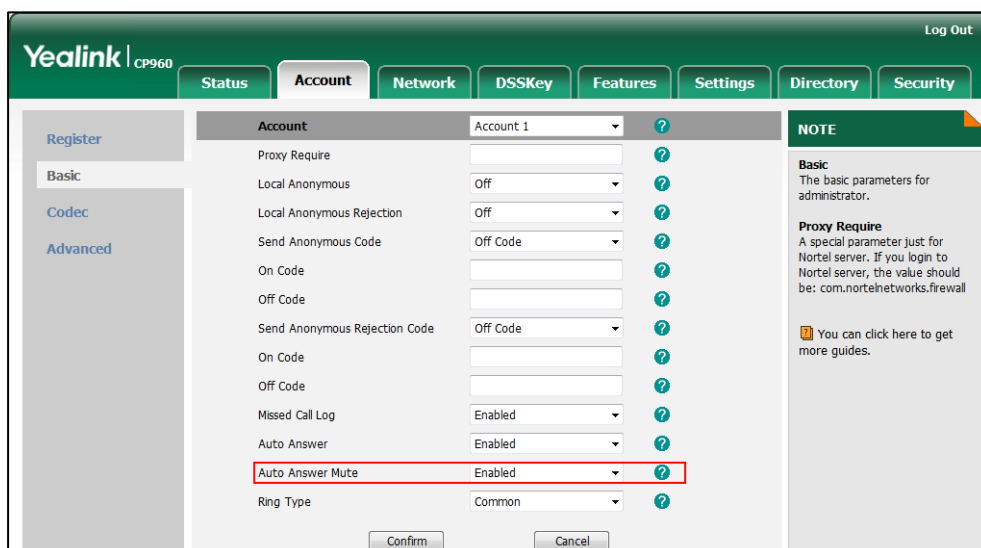 Log Out
Yealink CP960
Status Account Network DSSKey Features Settings Directory Security
Register
Basic
Codec
Advanced
Account Account 1 ?
Proxy Require ?
Local Anonymous Off ?
Local Anonymous Rejection Off ?
Send Anonymous Code Off Code ?
On Code ?
Off Code ?
Send Anonymous Rejection Code Off Code ?
On Code ?
Off Code ?
Missed Call Log Enabled ?
Auto Answer Enabled ?
Auto Answer Mute Enabled ?
Ring Type Common ?
Confirm Cancel
NOTE
Basic
The basic parameters for
administrator.
Proxy Require
A special parameter just for
Nortel server. If you login to
Nortel server, the value should
be: com.nortelnetworks.firewall
? You can click here to get
more guides.